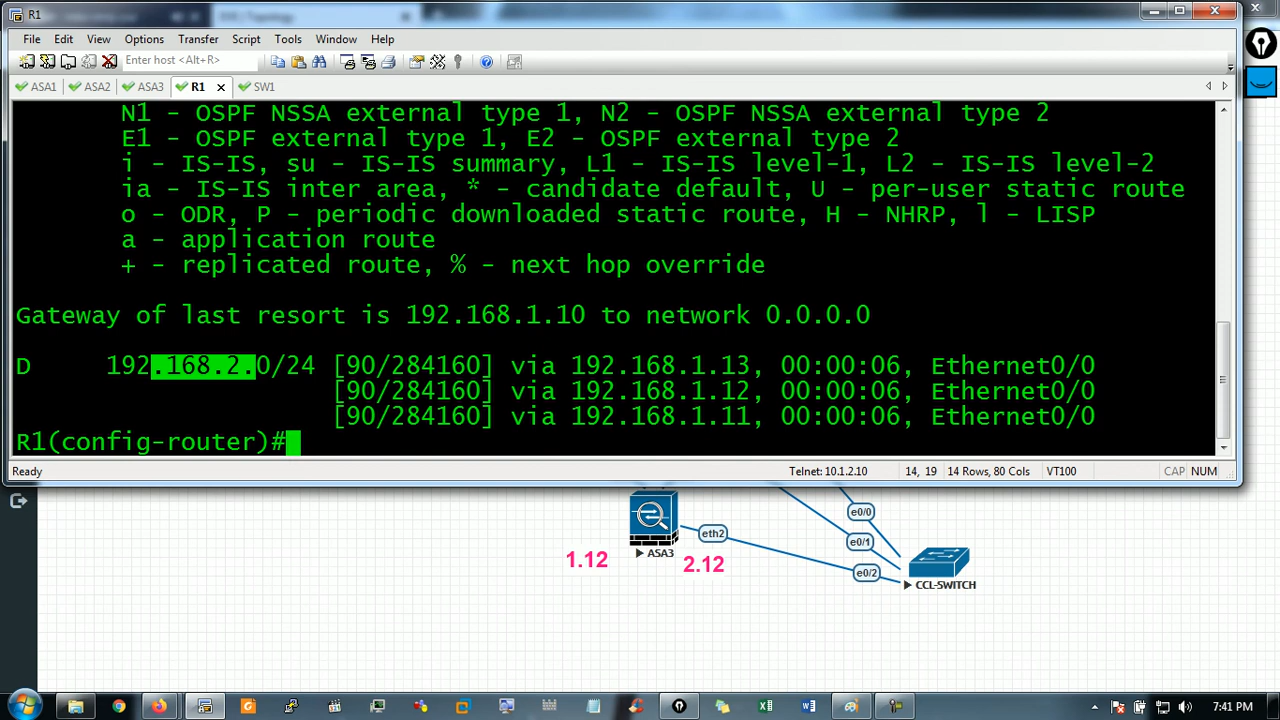 R1
File Edit View Options Transfer Script Tools Window Help
Enter host <Alt+R>
ASA1 ASA2 ASA3 R1 SW1
N1 - OSPF NSSA external type 1, N2 - OSPF NSSA external type 2
E1 - OSPF external type 1, E2 - OSPF external type 2
i - IS-IS, su - IS-IS summary, L1 - IS-IS level-1, L2 - IS-IS level-2
ia - IS-IS inter area, * - candidate default, U - per-user static route
o - ODR, P - periodic downloaded static route, H - NHRP, l - LISP
a - application route
+ - replicated route, % - next hop override
Gateway of last resort is 192.168.1.10 to network 0.0.0.0
D 192.168.2.0/24 [90/284160] via 192.168.1.13, 00:00:06, Ethernet0/0
[90/284160] via 192.168.1.12, 00:00:06, Ethernet0/0
[90/284160] via 192.168.1.11, 00:00:06, Ethernet0/0
R1(config-router)#
Ready Telnet: 10.1.2.10 14, 19 14 Rows, 80 Cols VT100 CAP NUM
e0/0
eth2
e0/1
1.12 ASA3 2.12
e0/2
CCL-SWITCH
7:41 PM